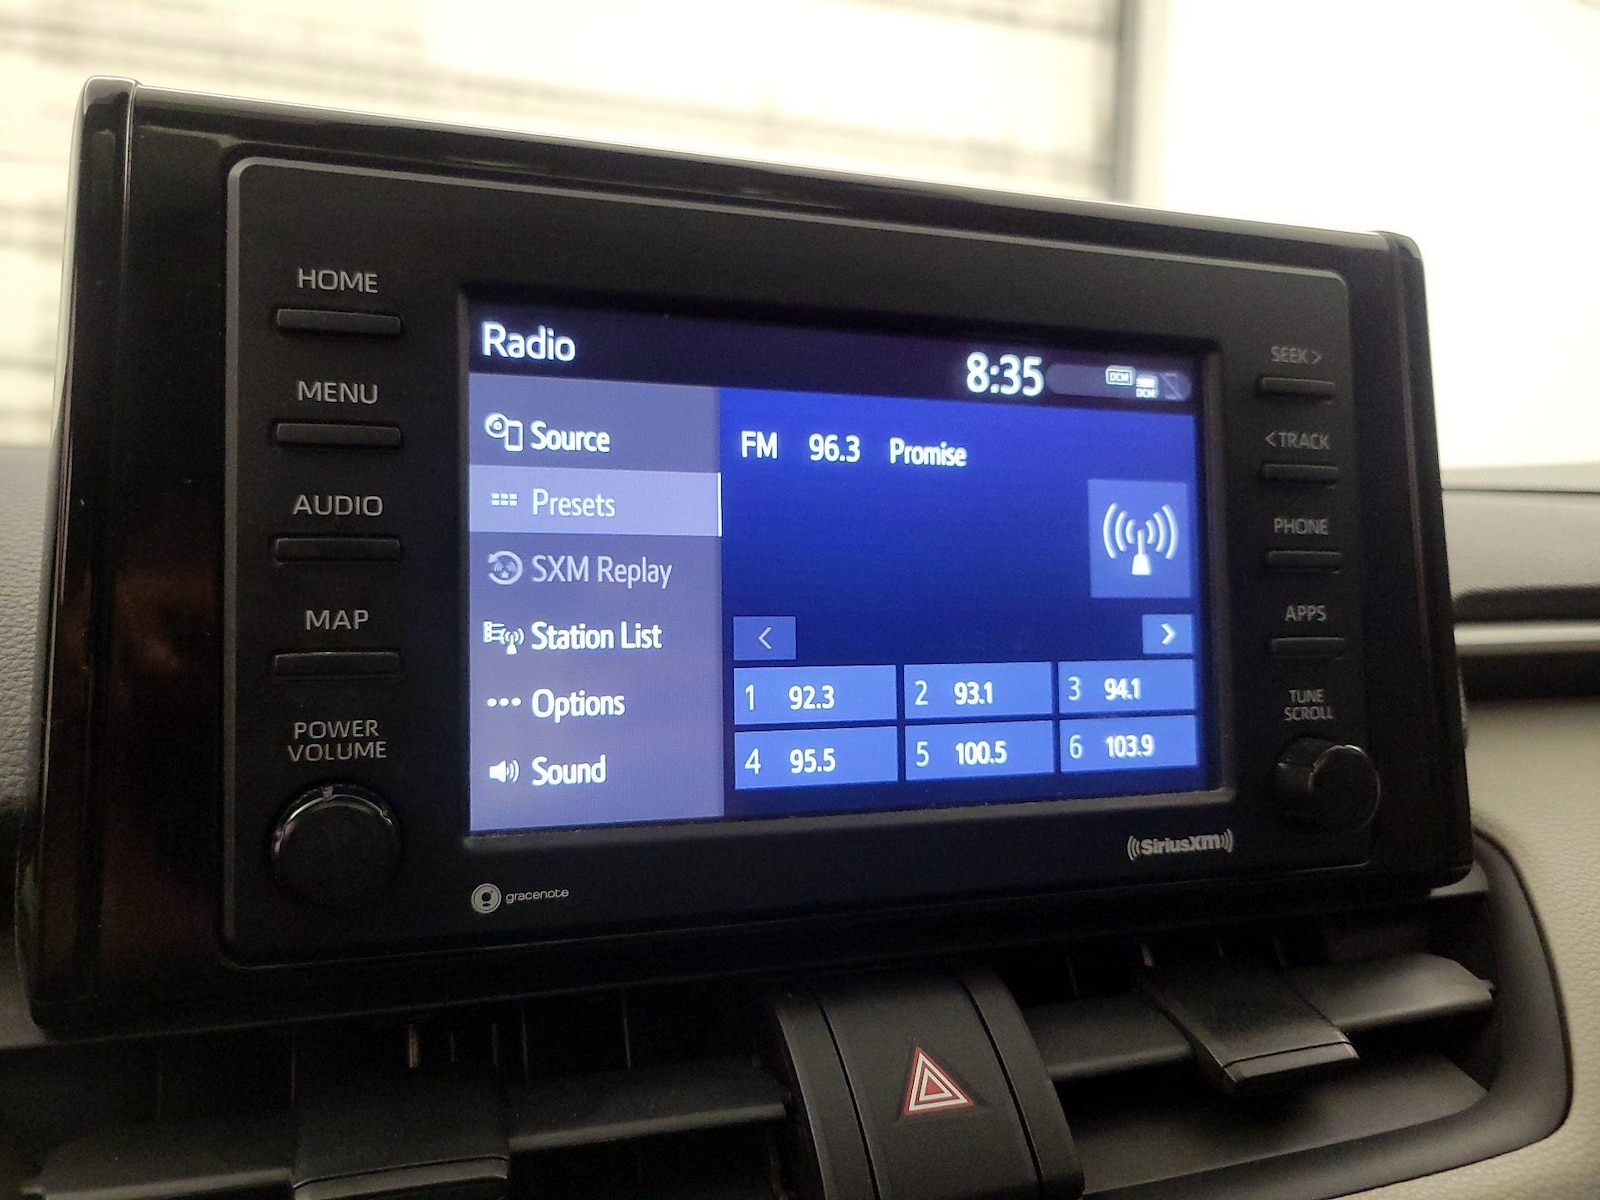 HOME
MENU
AUDIO
MAP
POWER
VOLUME
Radio
8:35
DCM
DCM
Source
Presets
SXM Replay
Station List
Options
Sound
FM 96.3 Promise
<
>
1 92.3
2 93.1
3 94.1
4 95.5
5 100.5
6 103.9
SEEK >
< TRACK
PHONE
APPS
TUNE
SCROLL
gracenote
((SiriusXM))